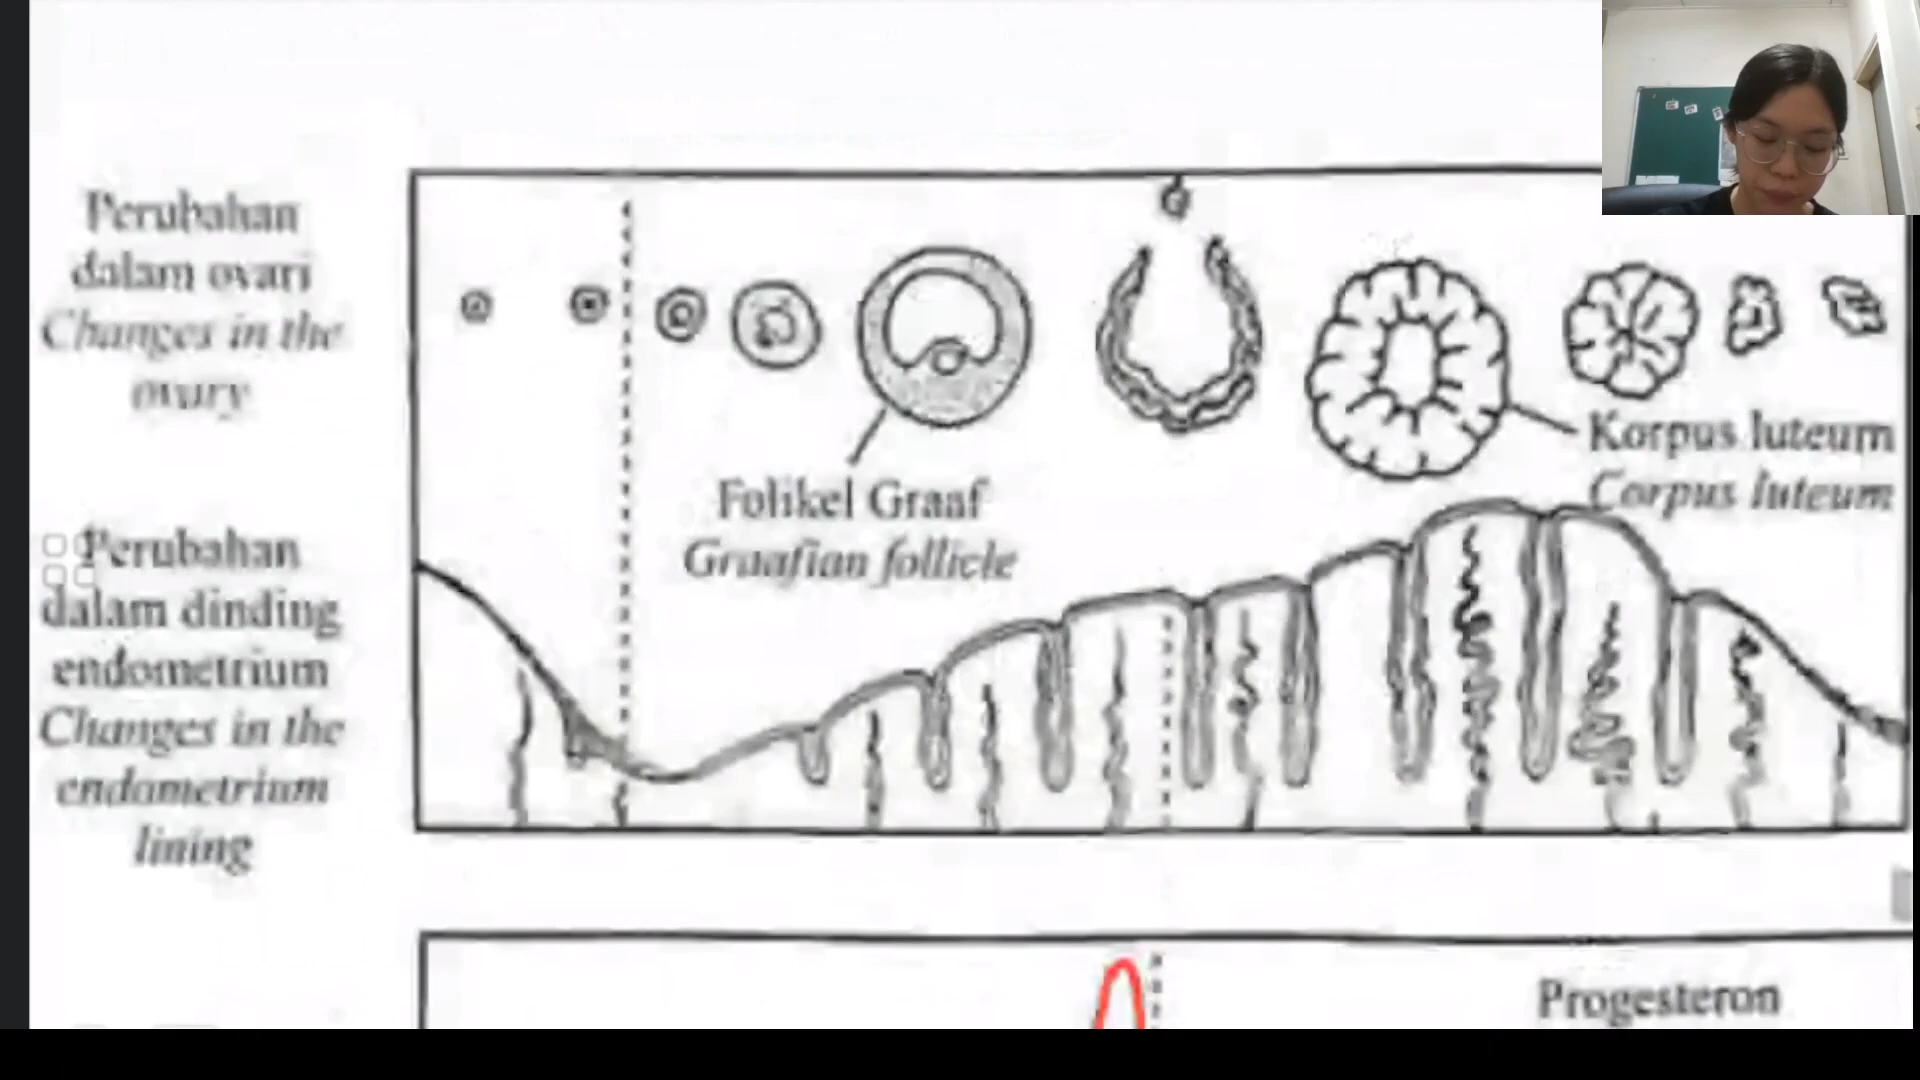 Perubahan
dalam ovari
Changes in the
ovary
Folikel Graaf
Graafian follicle
Korpus luteum
Corpus luteum
Perubahan
dalam dinding
endometrium
Changes in the
endometrium
lining
Progesteron